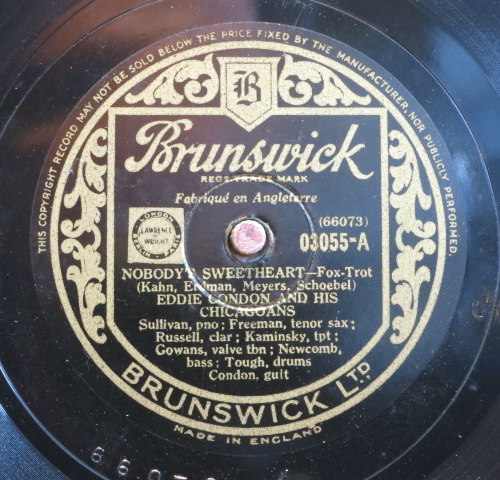 THIS COPYRIGHT RECORD MAY NOT BE SOLD BELOW THE PRICE FIXED BY THE MANUFACTURER, NOR PUBLICLY PERFORMED.
B
Brunswick
REGD TRADE MARK
Fabriqué en Angleterre
LONDON
LAWRENCE
WRIGHT
BERLIN PARIS
(66073)
03055-A
NOBODY'S SWEETHEART—Fox-Trot
(Kahn, Erdman, Meyers, Schoebel)
EDDIE CONDON AND HIS
CHICAGOANS
Sullivan, pno; Freeman, tenor sax;
Russell, clar; Kaminsky, tpt;
Gowans, valve tbn; Newcomb,
bass; Tough, drums
Condon, guit
BRUNSWICK LTD.
MADE IN ENGLAND